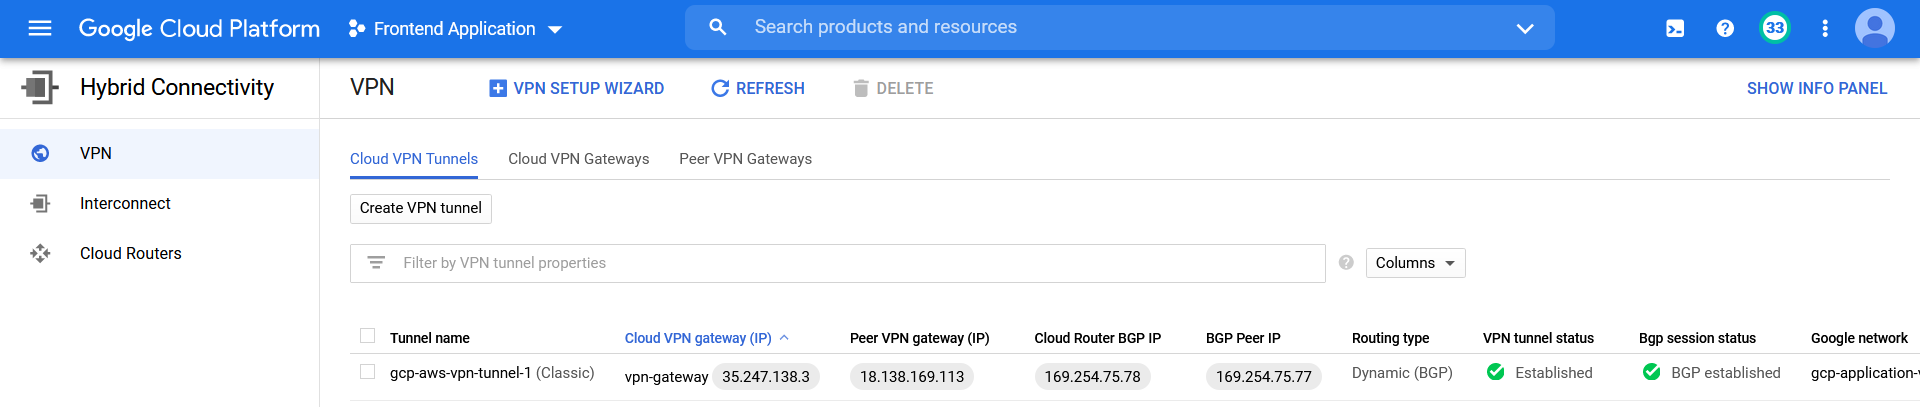 Google Cloud Platform Frontend Application Search products and resources 33
Hybrid Connectivity VPN VPN SETUP WIZARD REFRESH DELETE SHOW INFO PANEL
VPN
Cloud VPN Tunnels Cloud VPN Gateways Peer VPN Gateways
Interconnect
Create VPN tunnel
Cloud Routers
Filter by VPN tunnel properties ? Columns
Tunnel name Cloud VPN gateway (IP) Peer VPN gateway (IP) Cloud Router BGP IP BGP Peer IP Routing type VPN tunnel status Bgp session status Google network
gcp-aws-vpn-tunnel-1 (Classic) vpn-gateway 35.247.138.3 18.138.169.113 169.254.75.78 169.254.75.77 Dynamic (BGP) Established BGP established gcp-application-